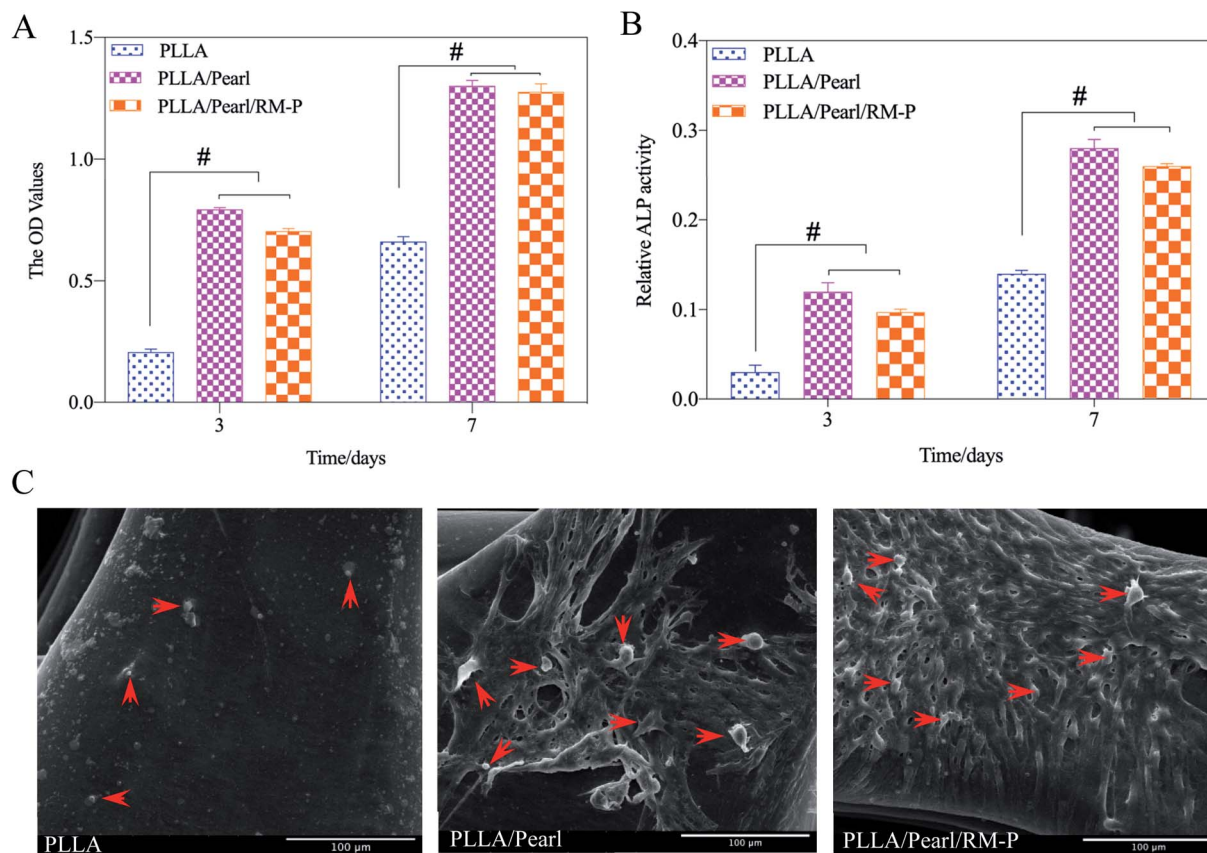 A
1.5
PLLA
PLLA/Pearl
PLLA/Pearl/RM-P
#
#
The OD Values
1.0
0.5
0.0
3
7
Time/days
B
0.4
PLLA
PLLA/Pearl
PLLA/Pearl/RM-P
#
#
Relative ALP activity
0.3
0.2
0.1
0.0
3
7
Time/days
C
PLLA
100 μm
PLLA/Pearl
100 μm
PLLA/Pearl/RM-P
100 μm